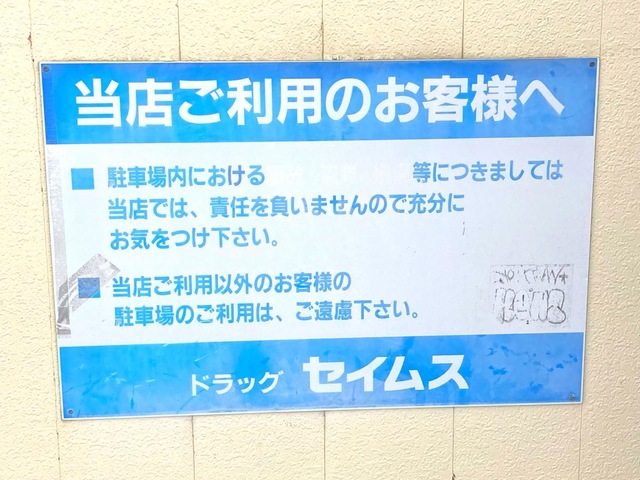 当店ご利用のお客様へ
駐車場内における 等につきましては
当店では、責任を負いませんので充分に
お気をつけ下さい。
当店ご利用以外のお客様の
駐車場のご利用は、ご遠慮下さい。
ドラッグ セイムス